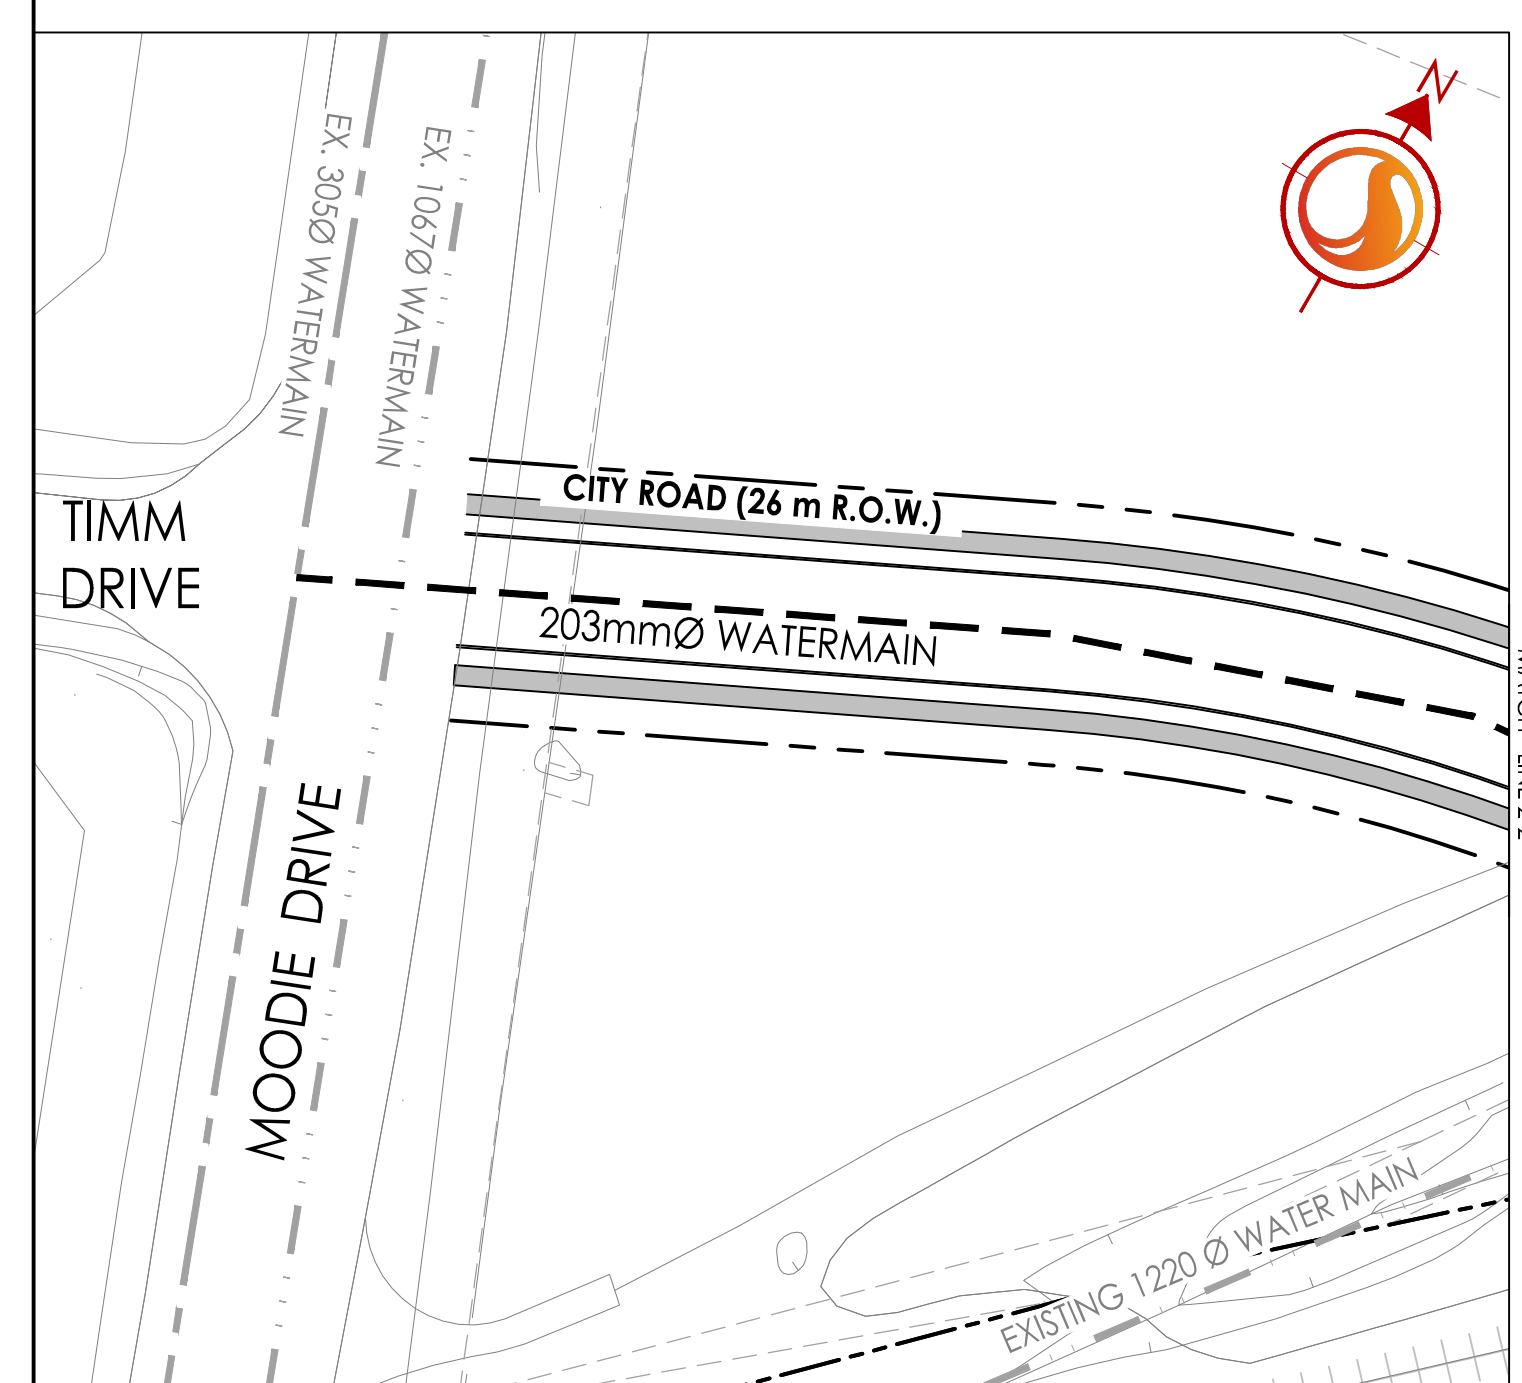 N
EX. 305Ø WATERMAIN
EX. 1067Ø WATERMAIN
CITY ROAD (26 m R.O.W.)
TIMM
DRIVE
203mmØ WATERMAIN
MOODIE DRIVE
EXISTING 1220 Ø WATER MAIN